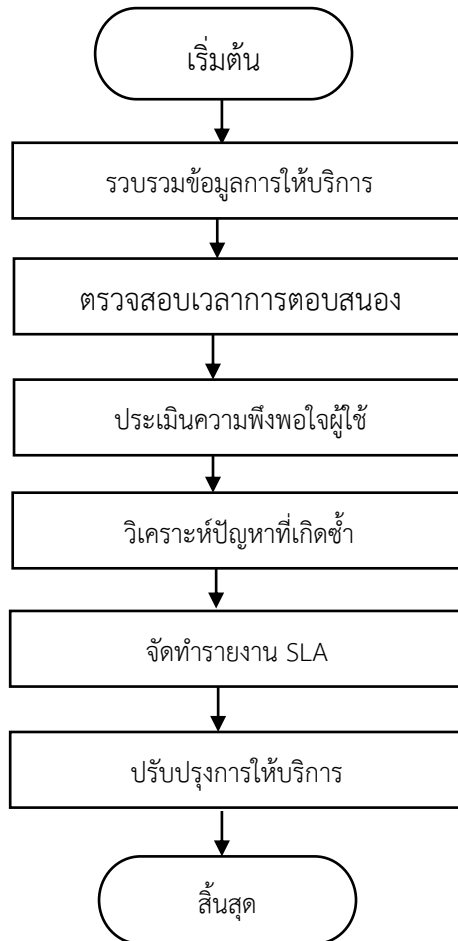 เริ่มต้น
รวบรวมข้อมูลการให้บริการ
ตรวจสอบเวลาการตอบสนอง
ประเมินความพึงพอใจผู้ใช้
วิเคราะห์ปัญหาที่เกิดซ้ำ
จัดทำรายงาน SLA
ปรับปรุงการให้บริการ
สิ้นสุด